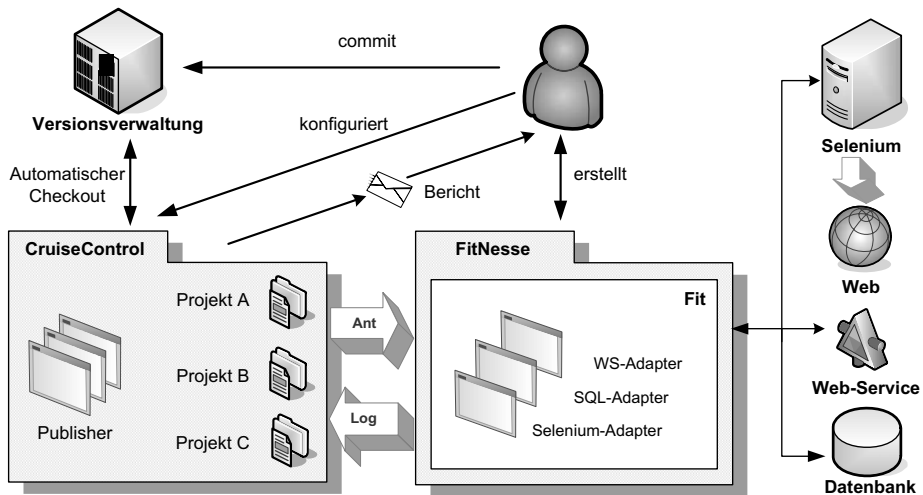 commit
Versionsverwaltung
konfiguriert
Selenium
Automatischer
Checkout
Bericht
erstellt
CruiseControl
FitNesse
Web
Projekt A
Fit
Ant
WS-Adapter
Projekt B
SQL-Adapter
Web-Service
Publisher
Log
Selenium-Adapter
Projekt C
Datenbank